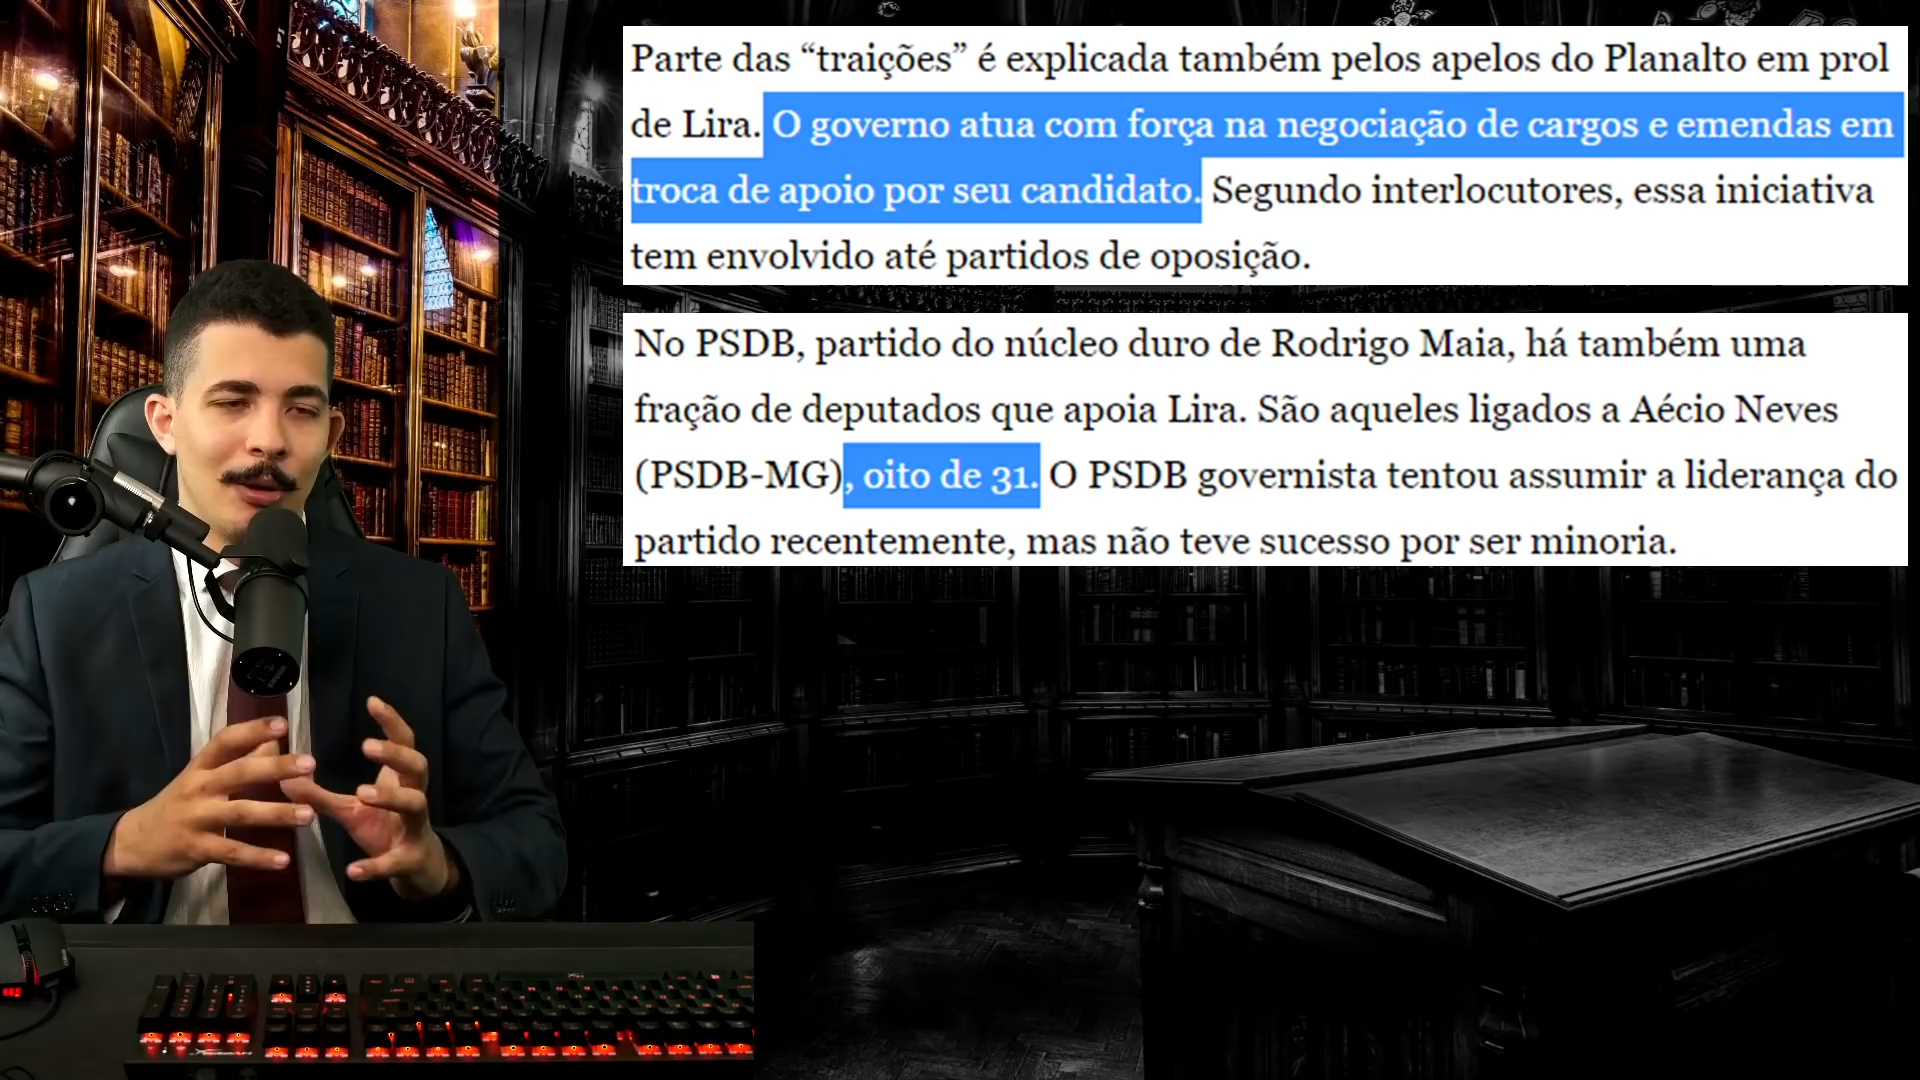 Parte das “traições” é explicada também pelos apelos do Planalto em prol
de Lira. O governo atua com força na negociação de cargos e emendas em
troca de apoio por seu candidato. Segundo interlocutores, essa iniciativa
tem envolvido até partidos de oposição.
No PSDB, partido do núcleo duro de Rodrigo Maia, há também uma
fração de deputados que apoia Lira. São aqueles ligados a Aécio Neves
(PSDB-MG), oito de 31. O PSDB governista tentou assumir a liderança do
partido recentemente, mas não teve sucesso por ser minoria.